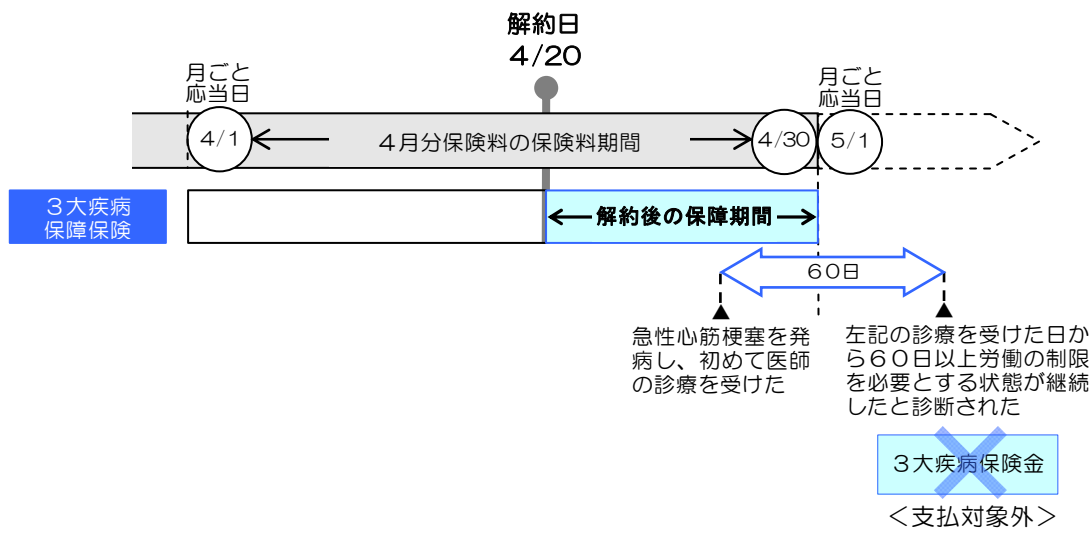 解約日
4/20
月ごと
応当日
月ごと
応当日
4/1
4月分保険料の保険料期間
4/30
5/1
3大疾病
保障保険
解約後の保障期間
60日
急性心筋梗塞を発
病し、初めて医師
の診療を受けた
左記の診療を受けた日か
ら60日以上労働の制限
を必要とする状態が継続
したと診断された
3大疾病保険金
＜支払対象外＞